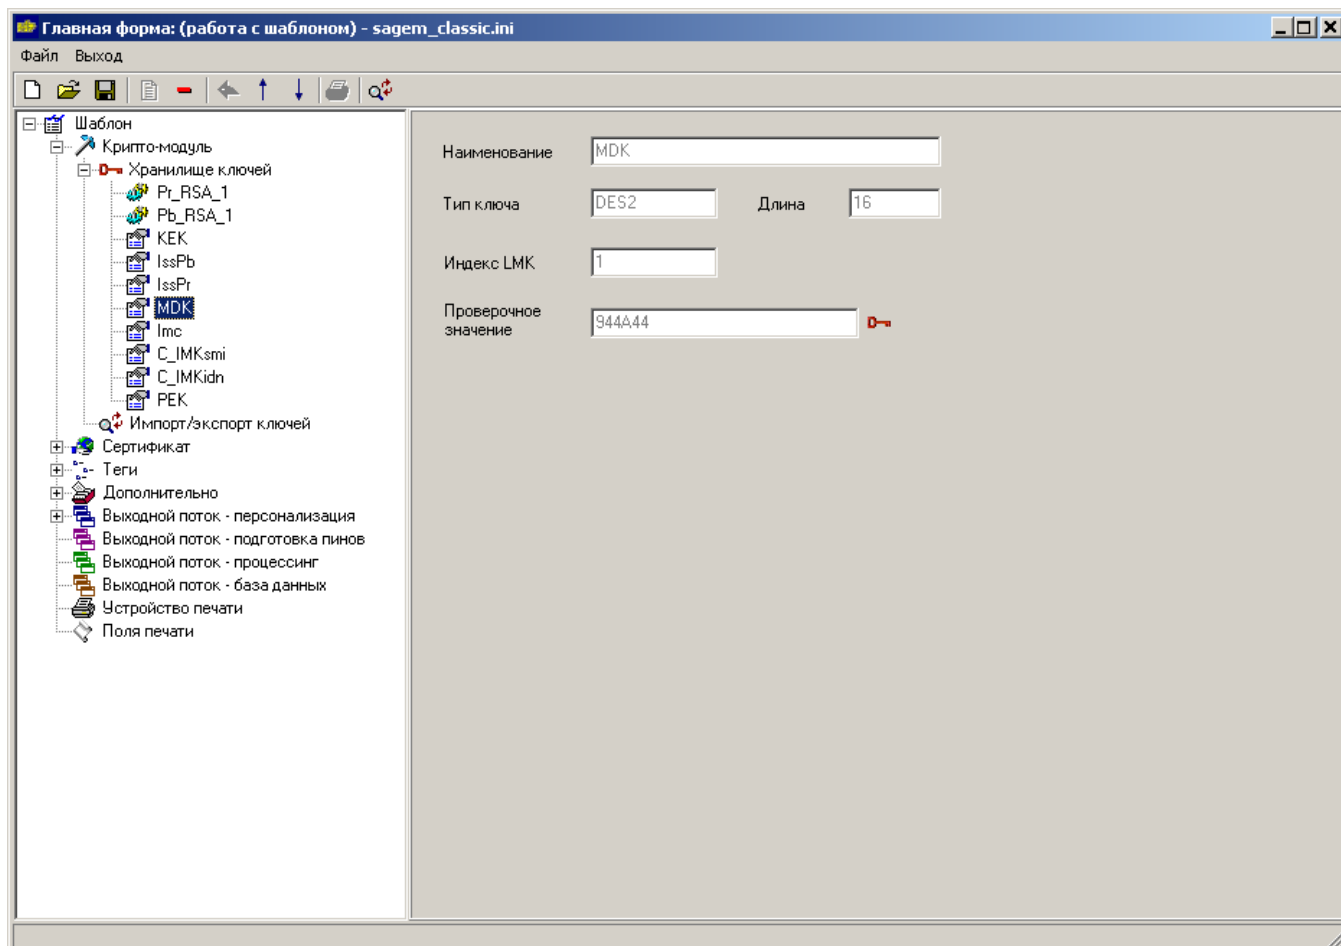 Главная форма: (работа с шаблоном) - sagem_classic.ini
Файл Выход
Шаблон
Крипто-модуль
Хранилище ключей
Pr_RSA_1
Pb_RSA_1
KEK
IssPb
IssPr
MDK
Imc
C_IMKsmi
C_IMKidn
PEK
Импорт/экспорт ключей
Сертификат
Теги
Дополнительно
Выходной поток - персонализация
Выходной поток - подготовка пинов
Выходной поток - процессинг
Выходной поток - база данных
Устройство печати
Поля печати
Наименование MDK
Тип ключа DES2 Длина 16
Индекс LMK 1
Проверочное
значение 944A44